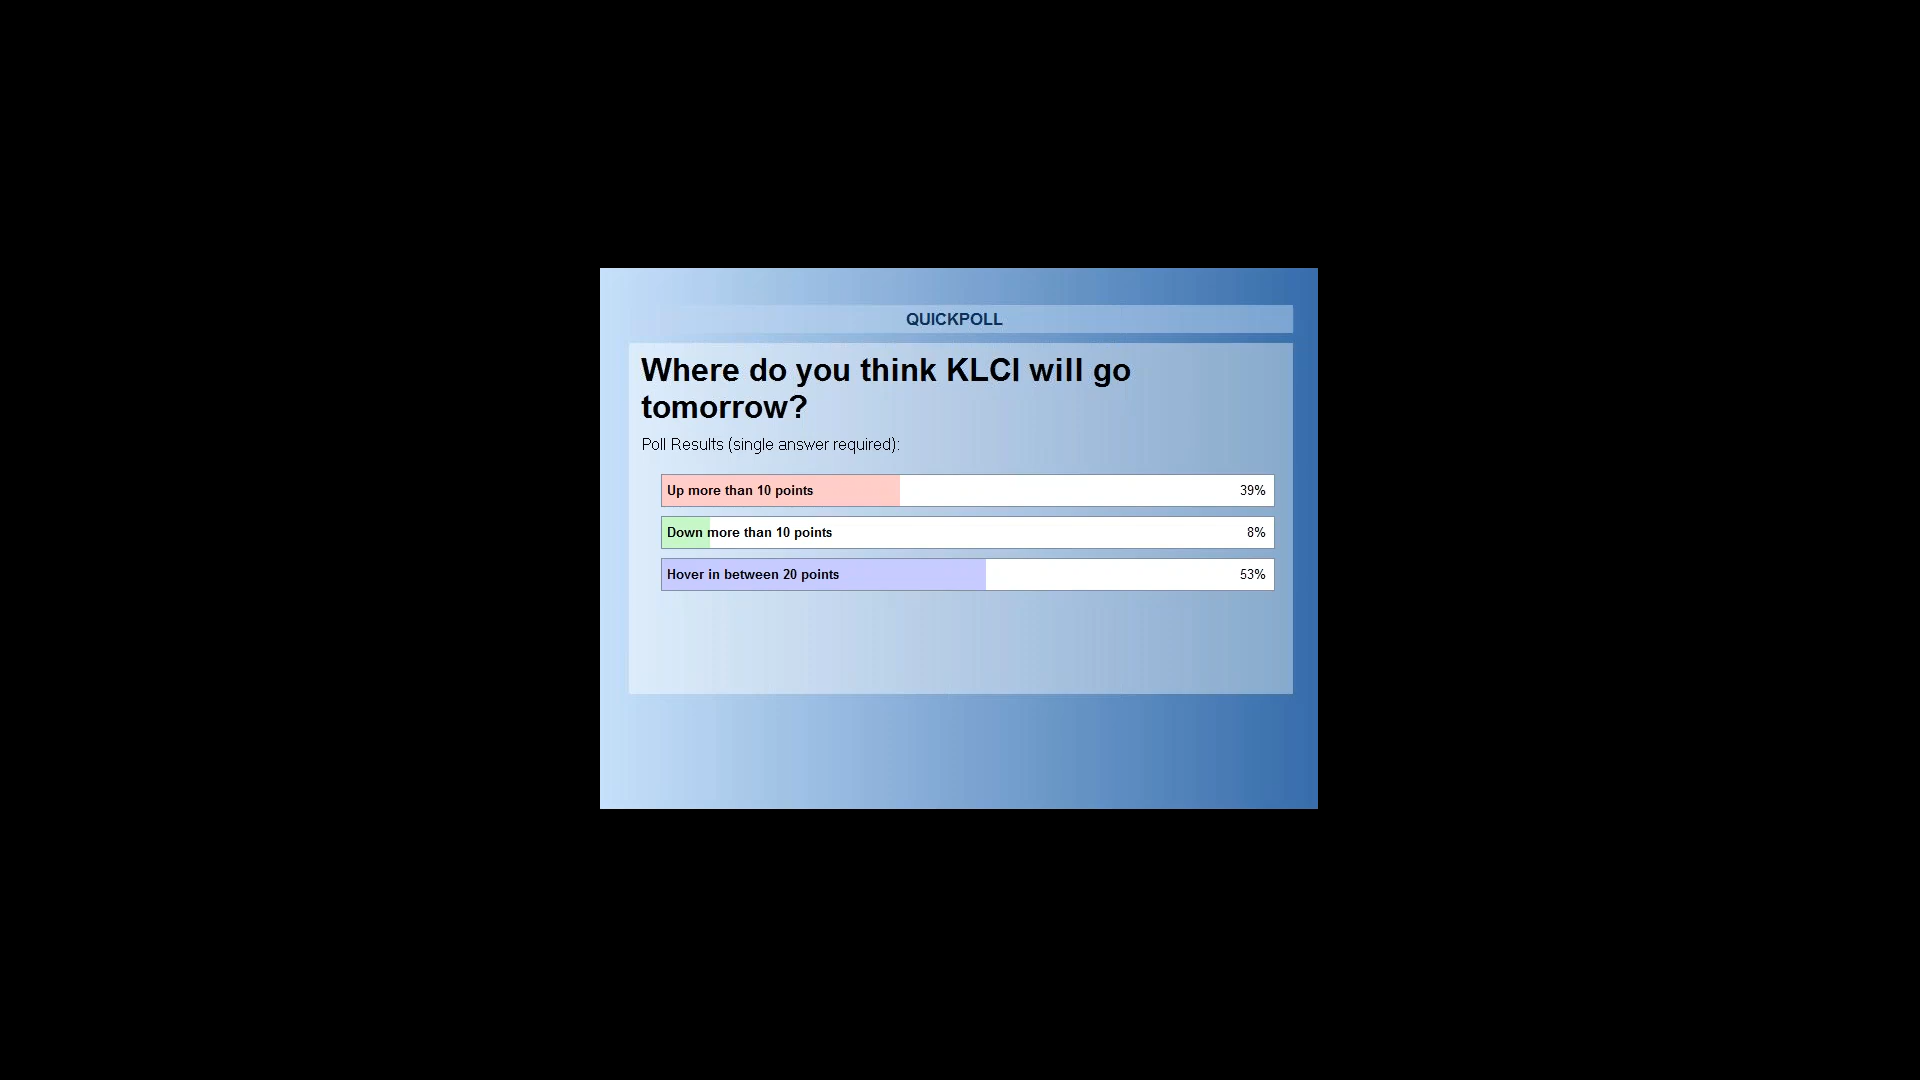 QUICKPOLL
Where do you think KLCI will go
tomorrow?
Poll Results (single answer required):
Up more than 10 points 39%
Down more than 10 points 8%
Hover in between 20 points 53%